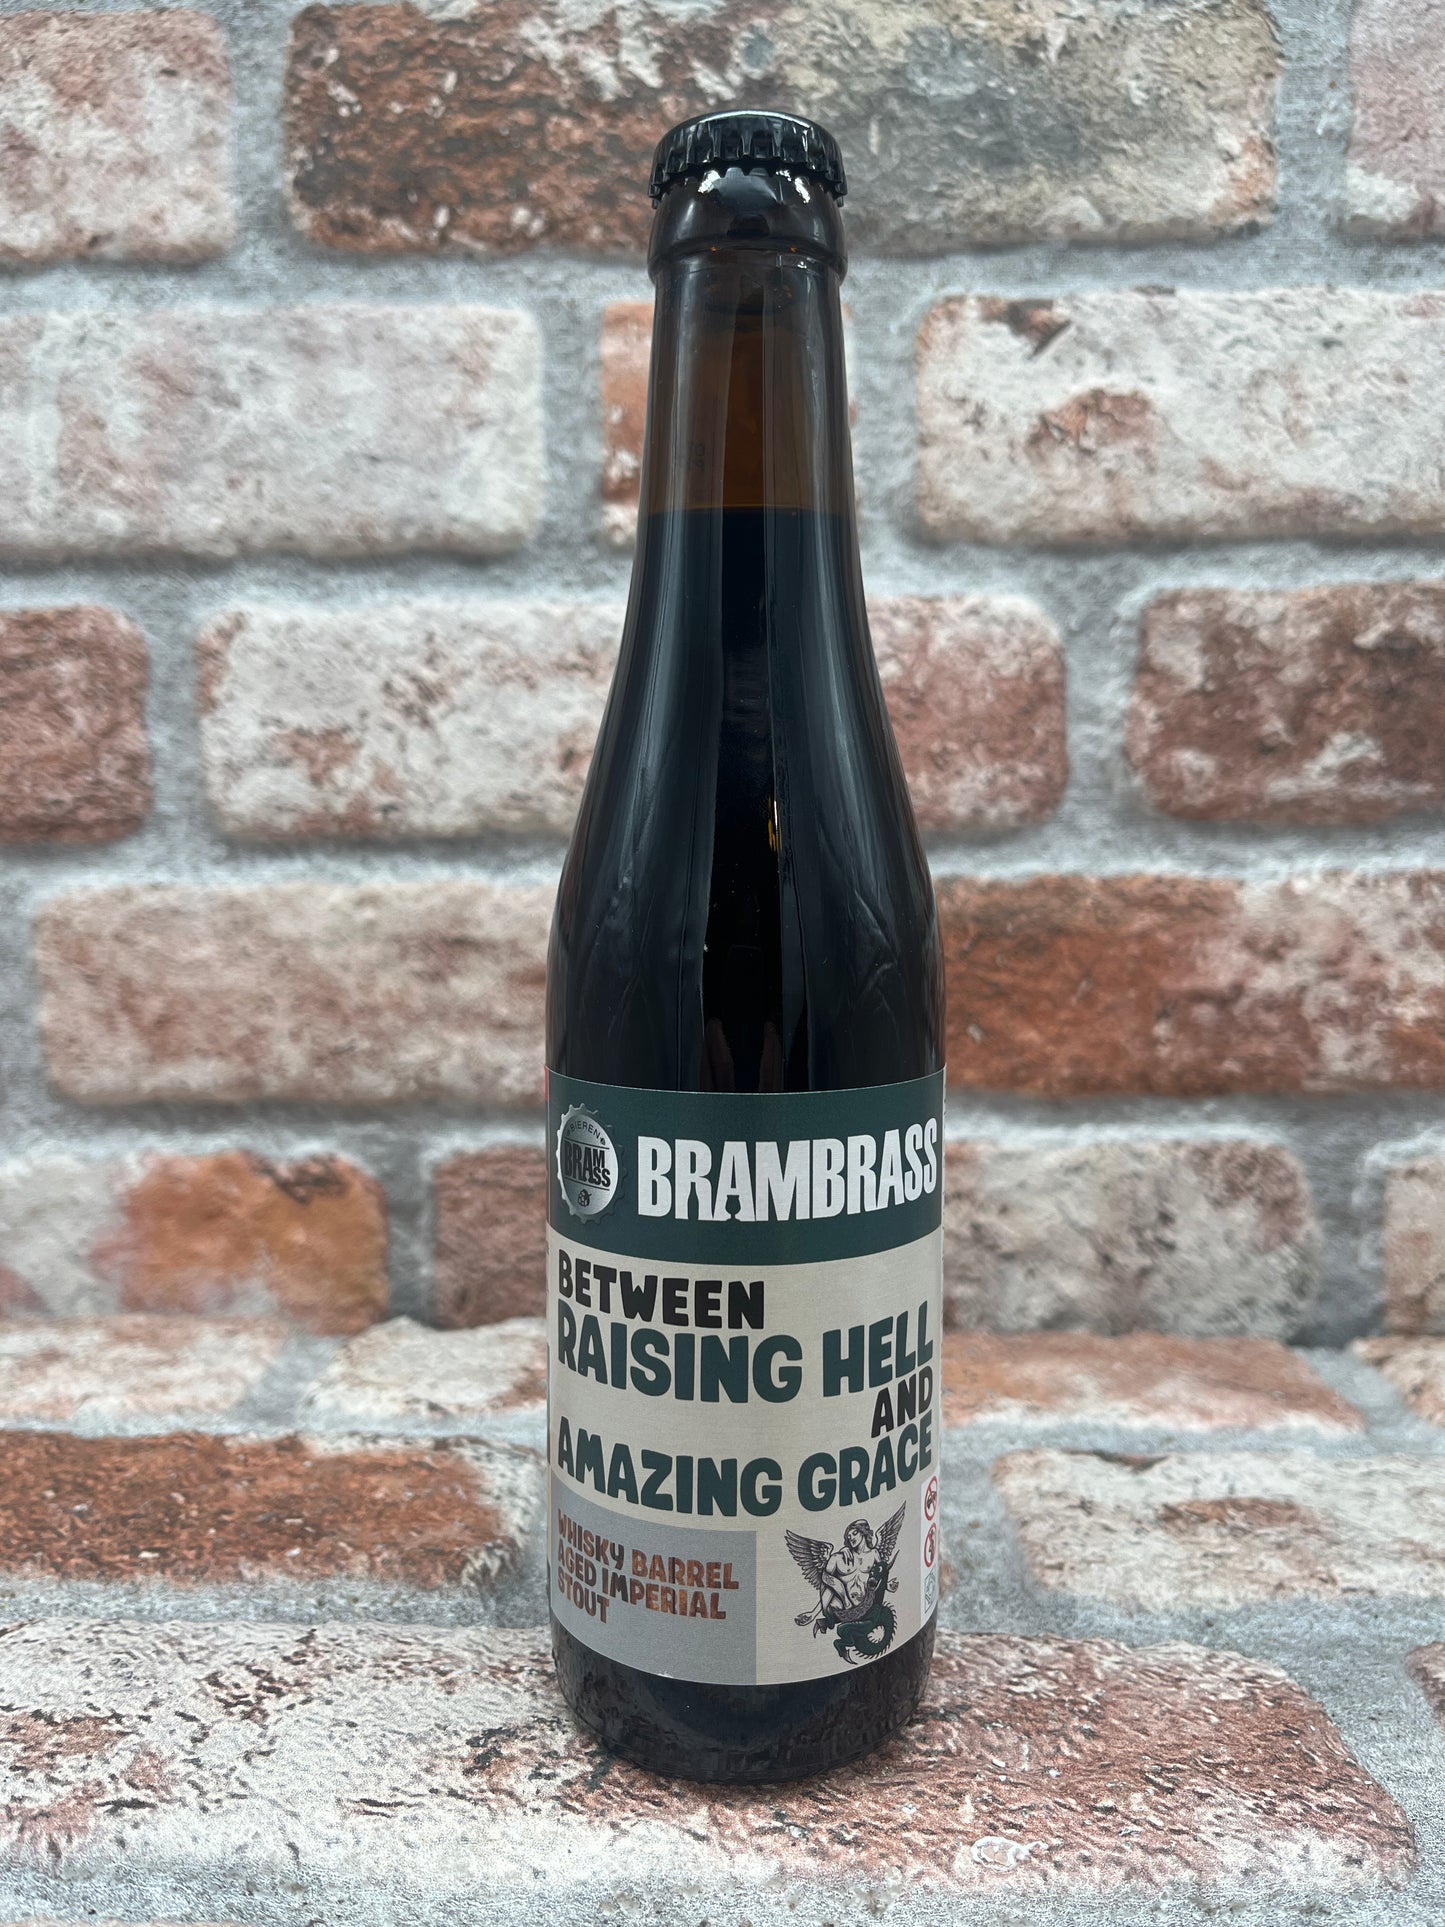 BIEREN
BRAM
BRASS
BRAMBRASS
BETWEEN
RAISING HELL
AND
AMAZING GRACE
WHISKY BARREL
AGED IMPERIAL
STOUT